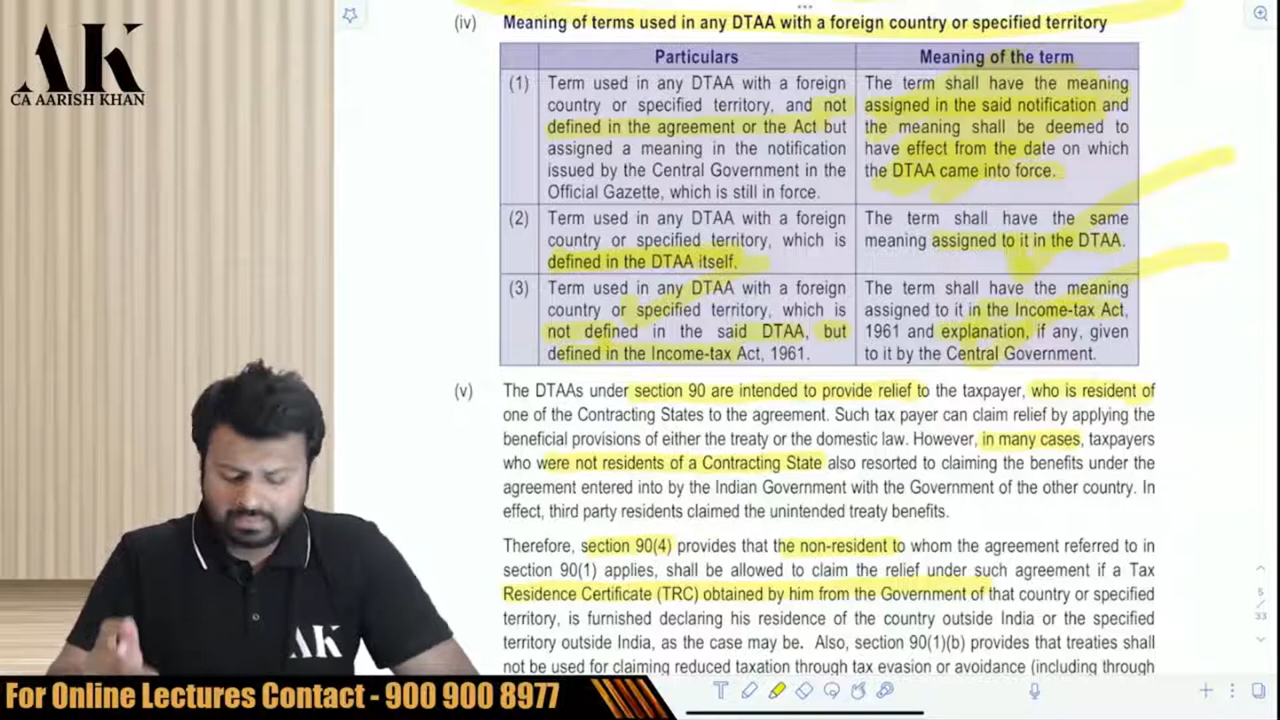 AK
CA AARISH KHAN
(iv) Meaning of terms used in any DTAA with a foreign country or specified territory
Particulars
Meaning of the term
(1) Term used in any DTAA with a foreign
country or specified territory, and not
defined in the agreement or the Act but
assigned a meaning in the notification
issued by the Central Government in the
Official Gazette, which is still in force.
The term shall have the meaning
assigned in the said notification and
the meaning shall be deemed to
have effect from the date on which
the DTAA came into force.
(2) Term used in any DTAA with a foreign
country or specified territory, which is
defined in the DTAA itself.
The term shall have the same
meaning assigned to it in the DTAA.
(3) Term used in any DTAA with a foreign
country or specified territory, which is
not defined in the said DTAA, but
defined in the Income-tax Act, 1961.
The term shall have the meaning
assigned to it in the Income-tax Act,
1961 and explanation, if any, given
to it by the Central Government.
(v) The DTAAs under section 90 are intended to provide relief to the taxpayer, who is resident of
one of the Contracting States to the agreement. Such tax payer can claim relief by applying the
beneficial provisions of either the treaty or the domestic law. However, in many cases, taxpayers
who were not residents of a Contracting State also resorted to claiming the benefits under the
agreement entered into by the Indian Government with the Government of the other country. In
effect, third party residents claimed the unintended treaty benefits.
Therefore, section 90(4) provides that the non-resident to whom the agreement referred to in
section 90(1) applies, shall be allowed to claim the relief under such agreement if a Tax
Residence Certificate (TRC) obtained by him from the Government of that country or specified
territory, is furnished declaring his residence of the country outside India or the specified
territory outside India, as the case may be. Also, section 90(1)(b) provides that treaties shall
not be used for claiming reduced taxation through tax evasion or avoidance (including through
5
/
33
AK
For Online Lectures Contact - 900 900 8977